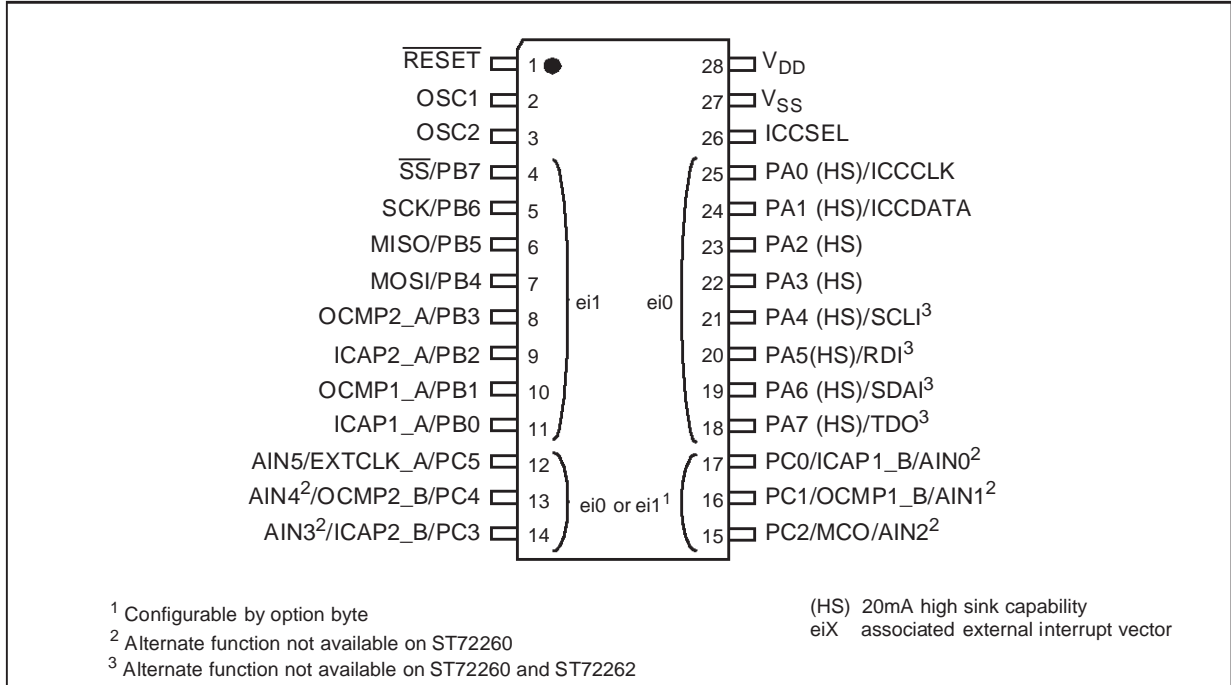 RESET 1 28 VDD
OSC1 2 27 VSS
OSC2 3 26 ICCSEL
SS/PB7 4 25 PA0 (HS)/ICCCLK
SCK/PB6 5 24 PA1 (HS)/ICCDATA
MISO/PB5 6 23 PA2 (HS)
MOSI/PB4 7 22 PA3 (HS)
ei1 ei0
OCMP2_A/PB3 8 21 PA4 (HS)/SCLI³
ICAP2_A/PB2 9 20 PA5(HS)/RDI³
OCMP1_A/PB1 10 19 PA6 (HS)/SDAI³
ICAP1_A/PB0 11 18 PA7 (HS)/TDO³
AIN5/EXTCLK_A/PC5 12 17 PC0/ICAP1_B/AIN0²
AIN4²/OCMP2_B/PC4 13 ei0 or ei1¹ 16 PC1/OCMP1_B/AIN1²
AIN3²/ICAP2_B/PC3 14 15 PC2/MCO/AIN2²
¹ Configurable by option byte
² Alternate function not available on ST72260
³ Alternate function not available on ST72260 and ST72262
(HS) 20mA high sink capability
eiX associated external interrupt vector